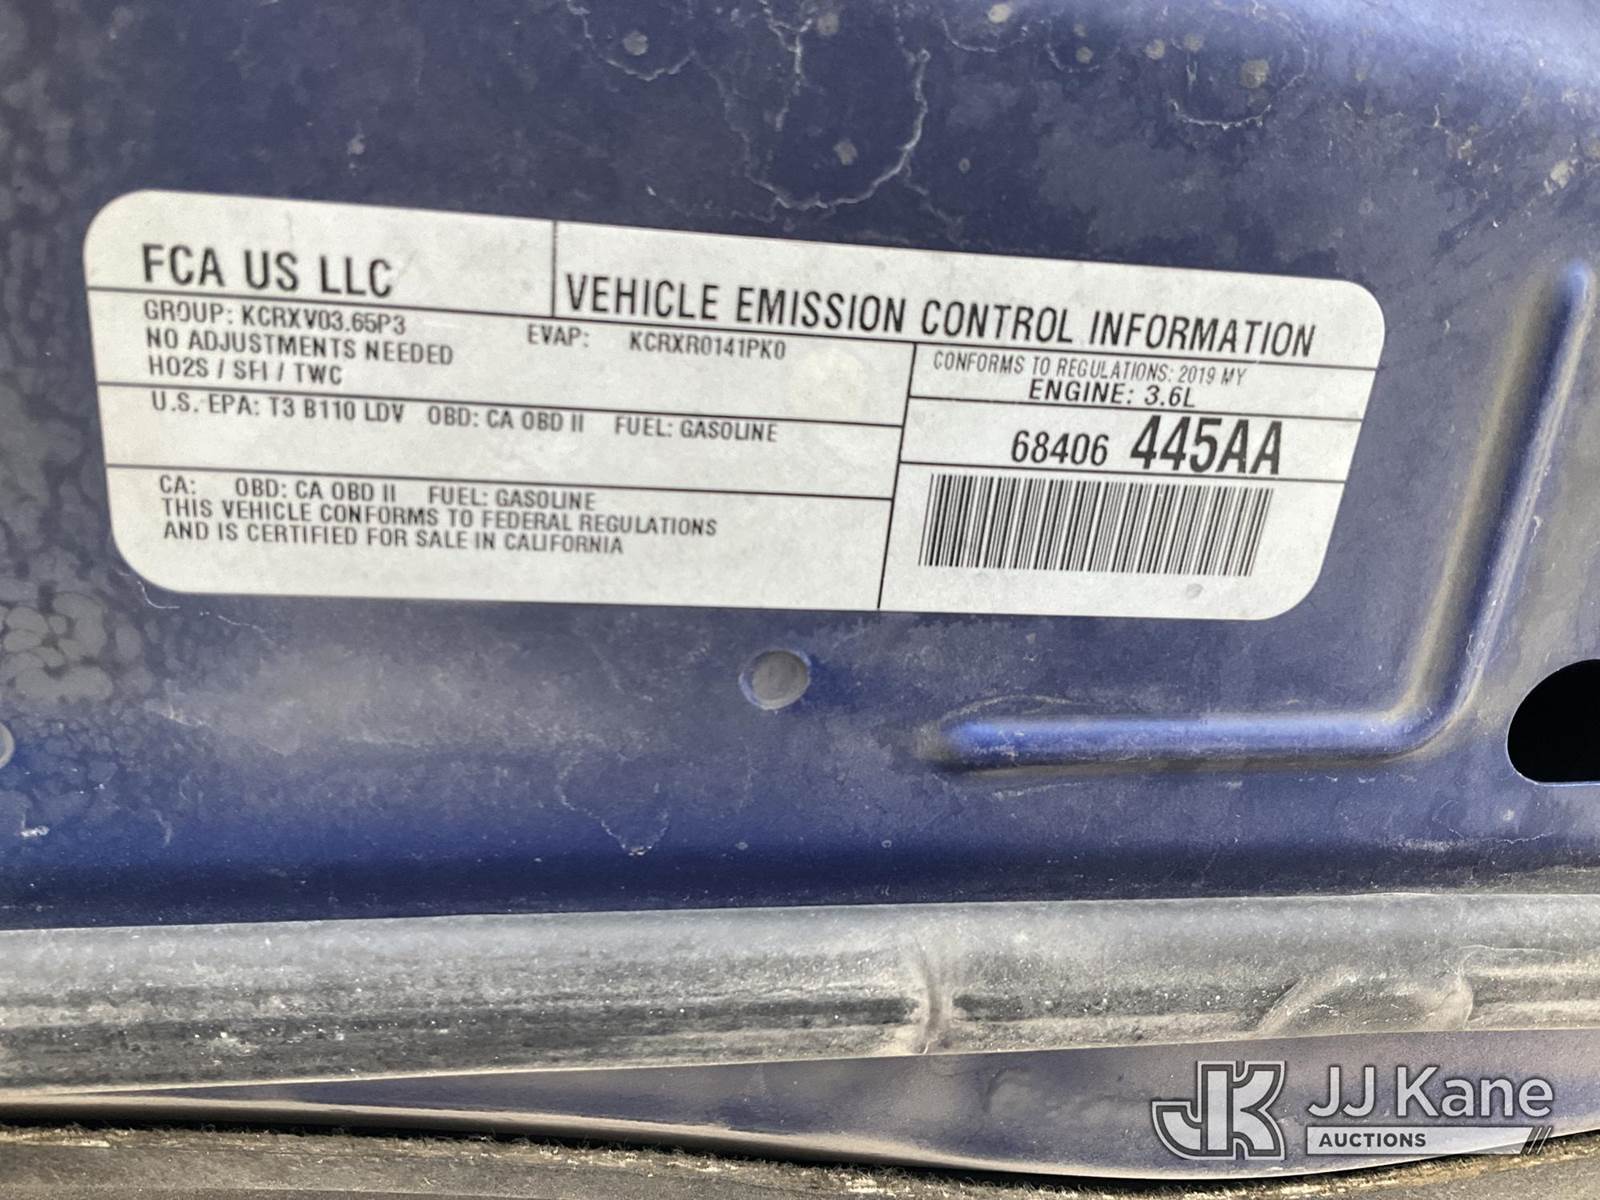 FCA US LLC
VEHICLE EMISSION CONTROL INFORMATION
GROUP: KCRXV03.65P3
EVAP: KCRXR0141PK0
NO ADJUSTMENTS NEEDED
HO2S / SFI / TWC
CONFORMS TO REGULATIONS: 2019 MY
ENGINE: 3.6L
U.S. EPA: T3 B110 LDV OBD: CA OBD II FUEL: GASOLINE
68406 445AA
CA: OBD: CA OBD II FUEL: GASOLINE
THIS VEHICLE CONFORMS TO FEDERAL REGULATIONS
AND IS CERTIFIED FOR SALE IN CALIFORNIA
JK JJ Kane
AUCTIONS